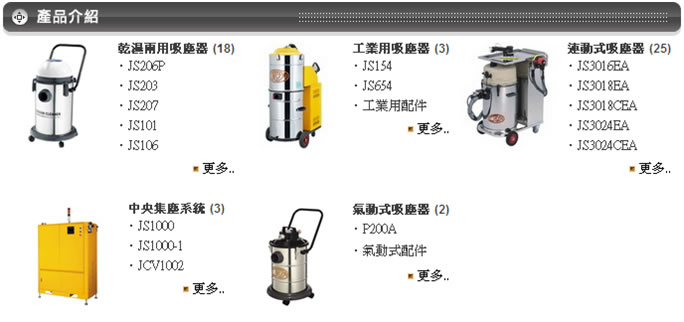 產品介紹
乾濕兩用吸塵器 (18)
·JS206P
·JS203
·JS207
·JS101
·JS106
更多..
工業用吸塵器 (3)
·JS154
·JS654
·工業用配件
更多..
連動式吸塵器 (25)
·JS3016EA
·JS3018EA
·JS3018CEA
·JS3024EA
·JS3024CEA
更多..
中央集塵系統 (3)
·JS1000
·JS1000-1
·JCV1002
更多..
氣動式吸塵器 (2)
·P200A
·氣動式配件
更多..